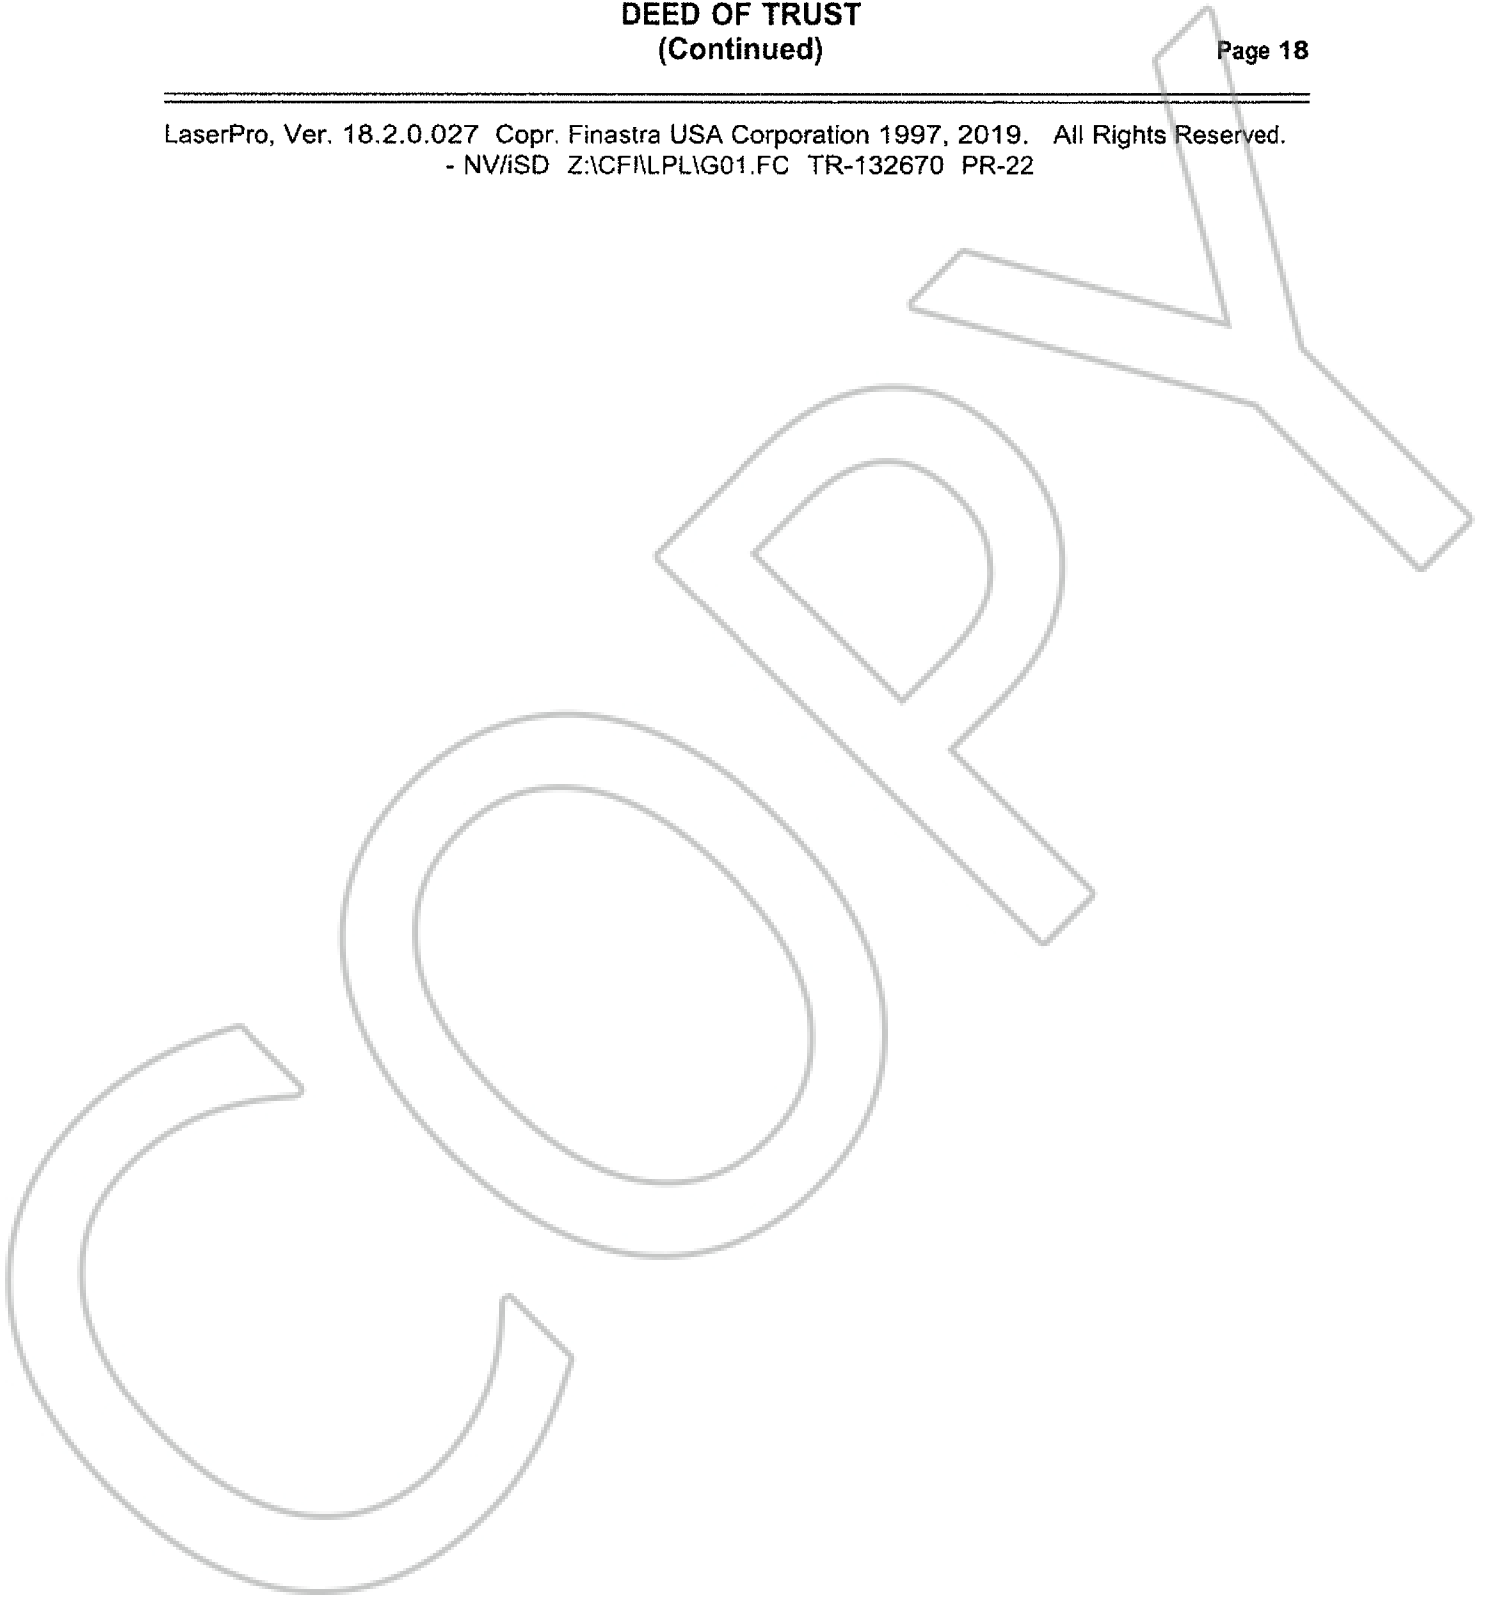 DEED OF TRUST
(Continued)
Page 18
LaserPro, Ver. 18.2.0.027 Copr. Finastra USA Corporation 1997, 2019. All Rights Reserved.
- NV/iSD Z:\CFI\LPL\G01.FC TR-132670 PR-22
COPY